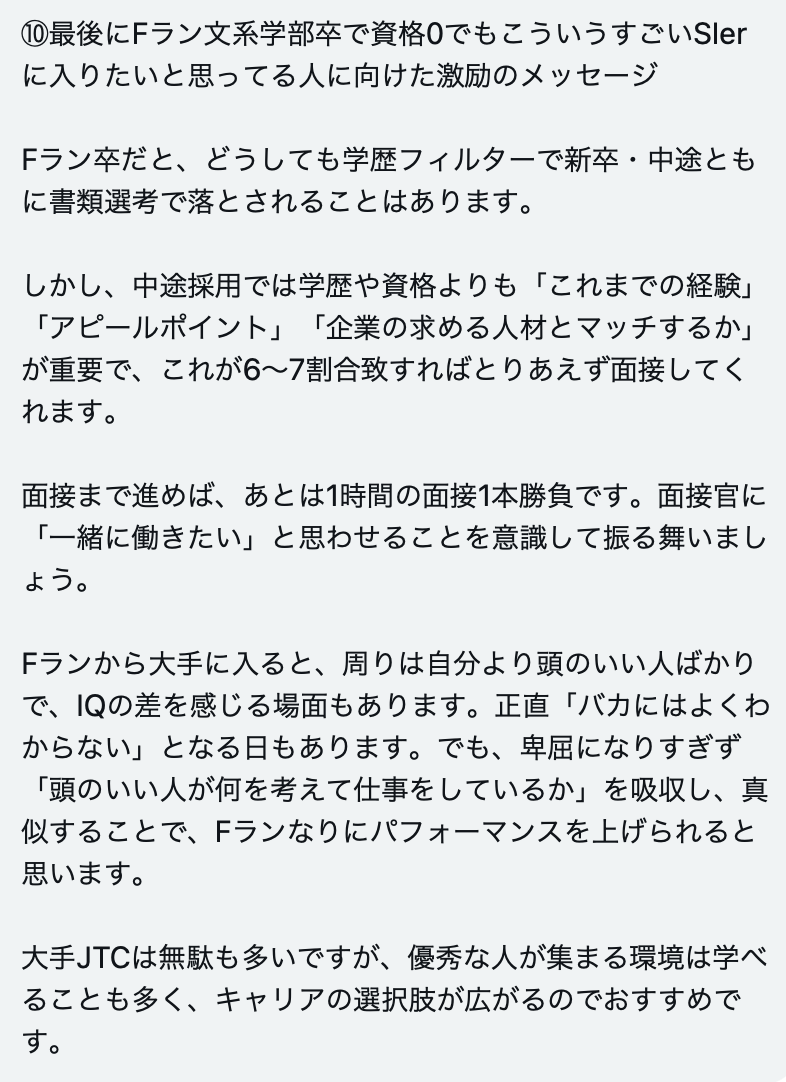 ⑩最後にFラン文系学部卒で資格0でもこういうすごいSIer
に入りたいと思ってる人に向けた激励のメッセージ
Fラン卒だと、どうしても学歴フィルターで新卒・中途とも
に書類選考で落とされることはあります。
しかし、中途採用では学歴や資格よりも「これまでの経験」
「アピールポイント」「企業の求める人材とマッチするか」
が重要で、これが6〜7割合致すればとりあえず面接してく
れます。
面接まで進めば、あとは1時間の面接1本勝負です。面接官に
「一緒に働きたい」と思わせることを意識して振る舞いまし
ょう。
Fランから大手に入ると、周りは自分より頭のいい人ばかり
で、IQの差を感じる場面もあります。正直「バカにはよくわ
からない」となる日もあります。でも、卑屈になりすぎず
「頭のいい人が何を考えて仕事をしているか」を吸収し、真
似することで、Fランなりにパフォーマンスを上げられると
思います。
大手JTCは無駄も多いですが、優秀な人が集まる環境は学べ
ることも多く、キャリアの選択肢が広がるのでおすすめで
す。